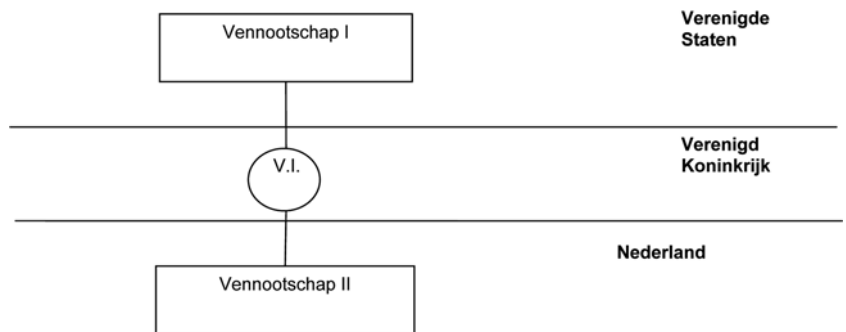 Vennootschap I
Verenigde
Staten
V.I.
Verenigd
Koninkrijk
Nederland
Vennootschap II